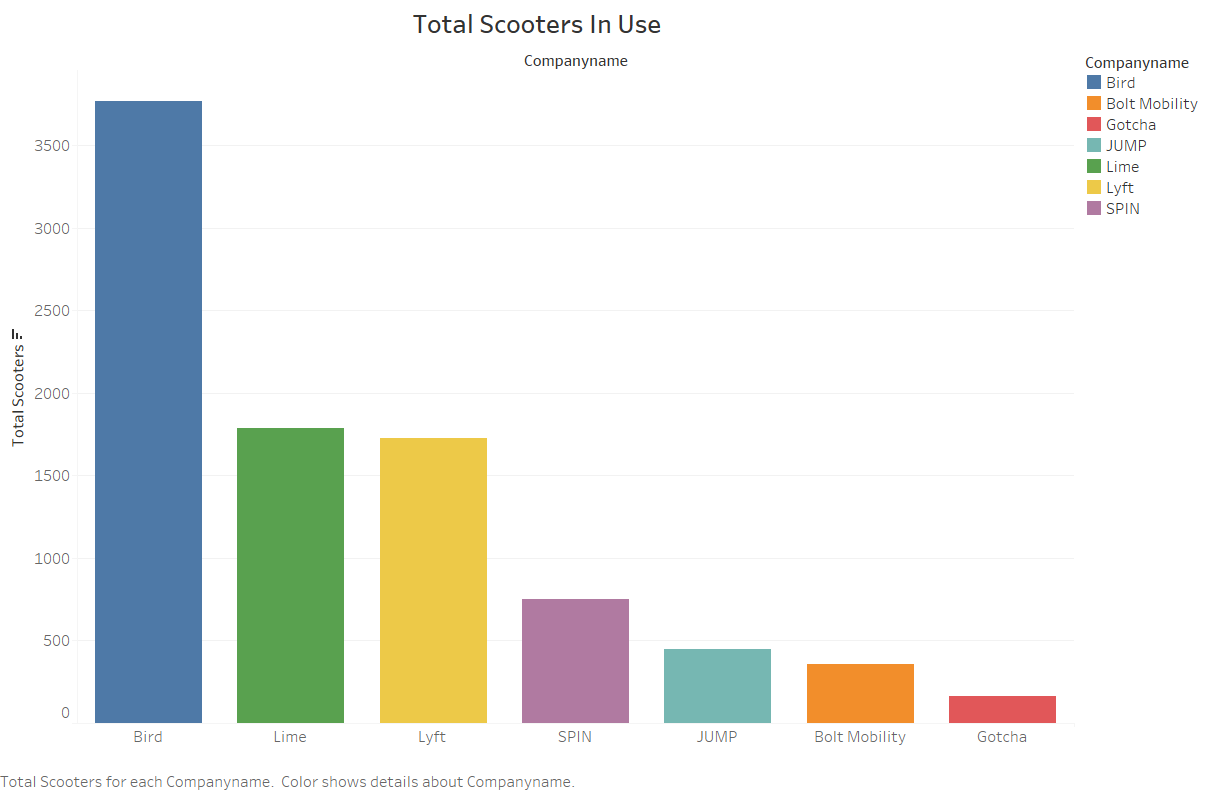 Total Scooters In Use
Companyname
Companyname
Bird
Bolt Mobility
Gotcha
JUMP
Lime
Lyft
SPIN
3500
3000
2500
2000
1500
1000
500
0
Total Scooters
Bird Lime Lyft SPIN JUMP Bolt Mobility Gotcha
Total Scooters for each Companyname. Color shows details about Companyname.